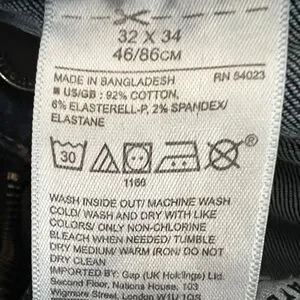 32 X 34
46/86CM
MADE IN BANGLADESH RN 54023
■ US/GB : 92% COTTON,
6% ELASTERELL-P, 2% SPANDEX/
ELASTANE
30
1166
WASH INSIDE OUT/ MACHINE WASH
COLD/ WASH AND DRY WITH LIKE
COLORS/ ONLY NON-CHLORINE
BLEACH WHEN NEEDED/ TUMBLE
DRY MEDIUM/ WARM IRON/ DO NOT
DRY CLEAN
IMPORTED BY: Gap (UK Holdings) Ltd.
Second Floor, Nations House, 103
Wigmore Street, London W1U 1QS